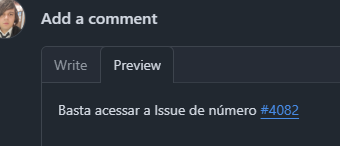 Add a comment
Write
Preview
Basta acessar a Issue de número #4082